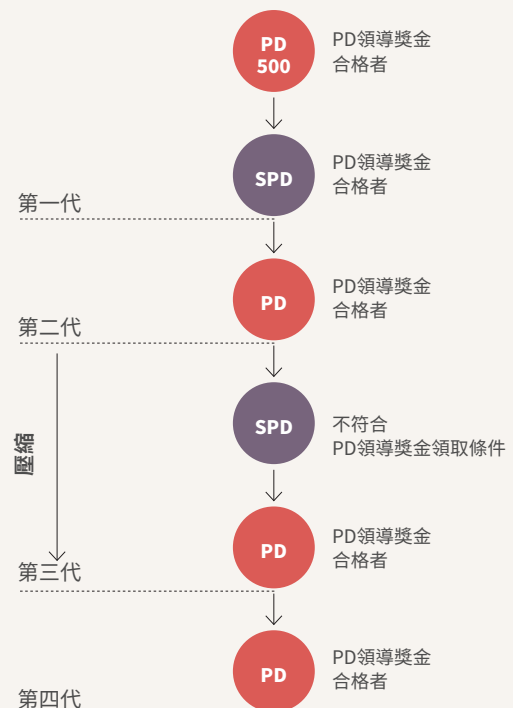 PD
500
PD領導獎金
合格者
SPD
PD領導獎金
合格者
第一代
PD
PD領導獎金
合格者
第二代
SPD
不符合
PD領導獎金領取條件
壓縮
PD
PD領導獎金
合格者
第三代
PD
PD領導獎金
合格者
第四代